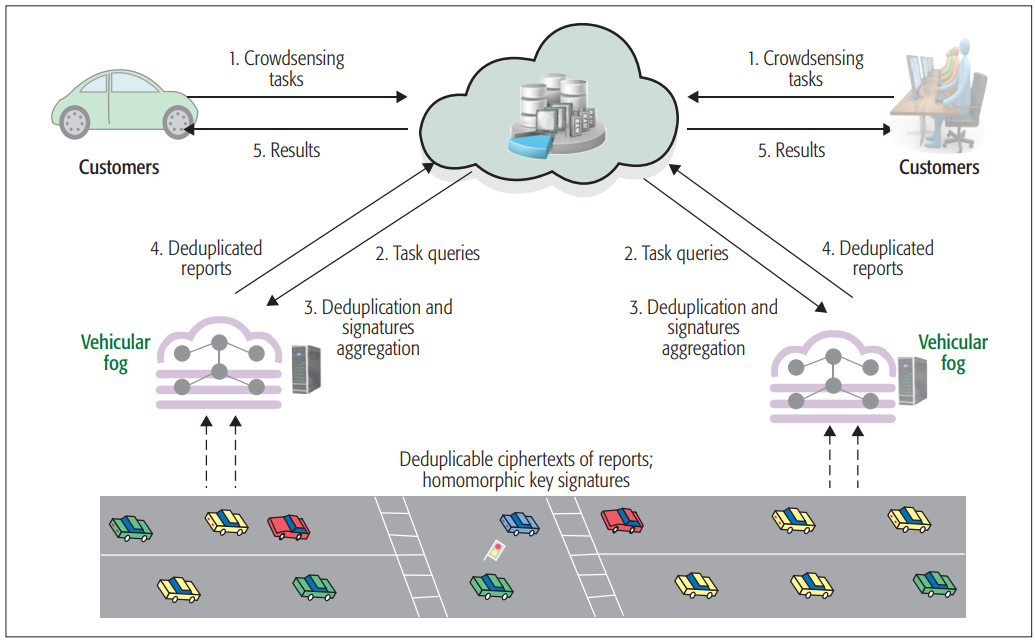 1. Crowdsensing
tasks
1. Crowdsensing
tasks
5. Results
5. Results
Customers
Customers
4. Deduplicated
reports
2. Task queries
2. Task queries
4. Deduplicated
reports
3. Deduplication and
signatures
aggregation
3. Deduplication and
signatures
aggregation
Vehicular
fog
Vehicular
fog
Deduplicable ciphertexts of reports;
homomorphic key signatures